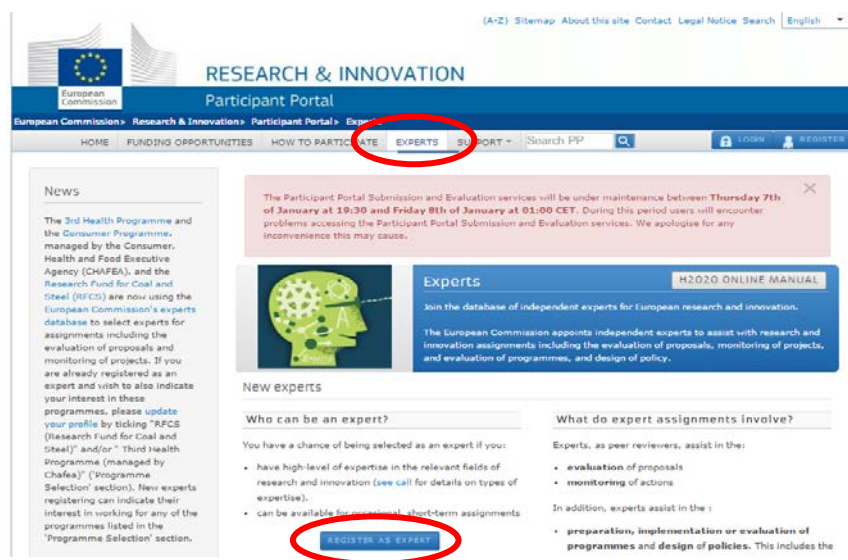 (A-Z) Sitemap About this site Contact Legal Notice Search English
European
Commission
RESEARCH & INNOVATION
Participant Portal
European Commission > Research & Innovation > Participant Portal > Experts
HOME FUNDING OPPORTUNITIES HOW TO PARTICIPATE EXPERTS SUPPORT Search PP LOGIN REGISTER
News
The 3rd Health Programme and
the Consumer Programme,
managed by the Consumer,
Health and Food Executive
Agency (CHAFEA), and the
Research Fund for Coal and
Steel (RFCS) are now using the
European Commission's experts
database to select experts for
assignments including the
evaluation of proposals and
monitoring of projects. If you
are already registered as an
expert and wish to also indicate
your interest in these
programmes, please update
your profile by ticking "RFCS
(Research Fund for Coal and
Steel)" and/or " Third Health
Programme (managed by
Chafea)" ('Programme
Selection' section). New experts
registering can indicate their
interest in working for any of the
programmes listed in the
'Programme Selection' section.
The Participant Portal Submission and Evaluation services will be under maintenance between Thursday 7th
of January at 19:30 and Friday 8th of January at 01:00 CET. During this period users will encounter
problems accessing the Participant Portal Submission and Evaluation services. We apologise for any
inconvenience this may cause.
Experts
H2020 ONLINE MANUAL
Join the database of independent experts for European research and innovation.
The European Commission appoints independent experts to assist with research and
innovation assignments including the evaluation of proposals, monitoring of projects,
and evaluation of programmes, and design of policy.
New experts
Who can be an expert?
You have a chance of being selected as an expert if you:
• have high-level of expertise in the relevant fields of
research and innovation (see call for details on types of
expertise).
• can be available for occasional, short-term assignments
REGISTER AS EXPERT
What do expert assignments involve?
Experts, as peer reviewers, assist in the:
• evaluation of proposals
• monitoring of actions
In addition, experts assist in the :
• preparation, implementation or evaluation of
programmes and design of policies. This includes the